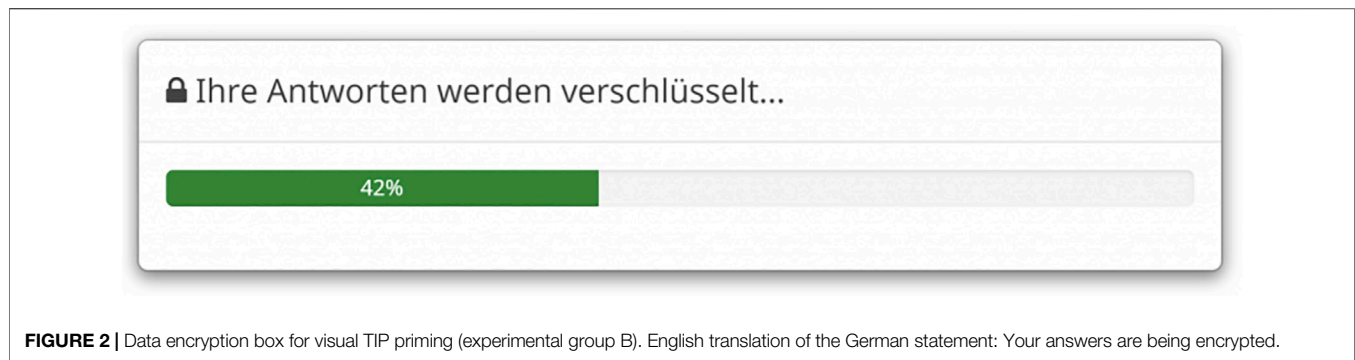 Ihre Antworten werden verschlüsselt...
42%
FIGURE 2 | Data encryption box for visual TIP priming (experimental group B). English translation of the German statement: Your answers are being encrypted.